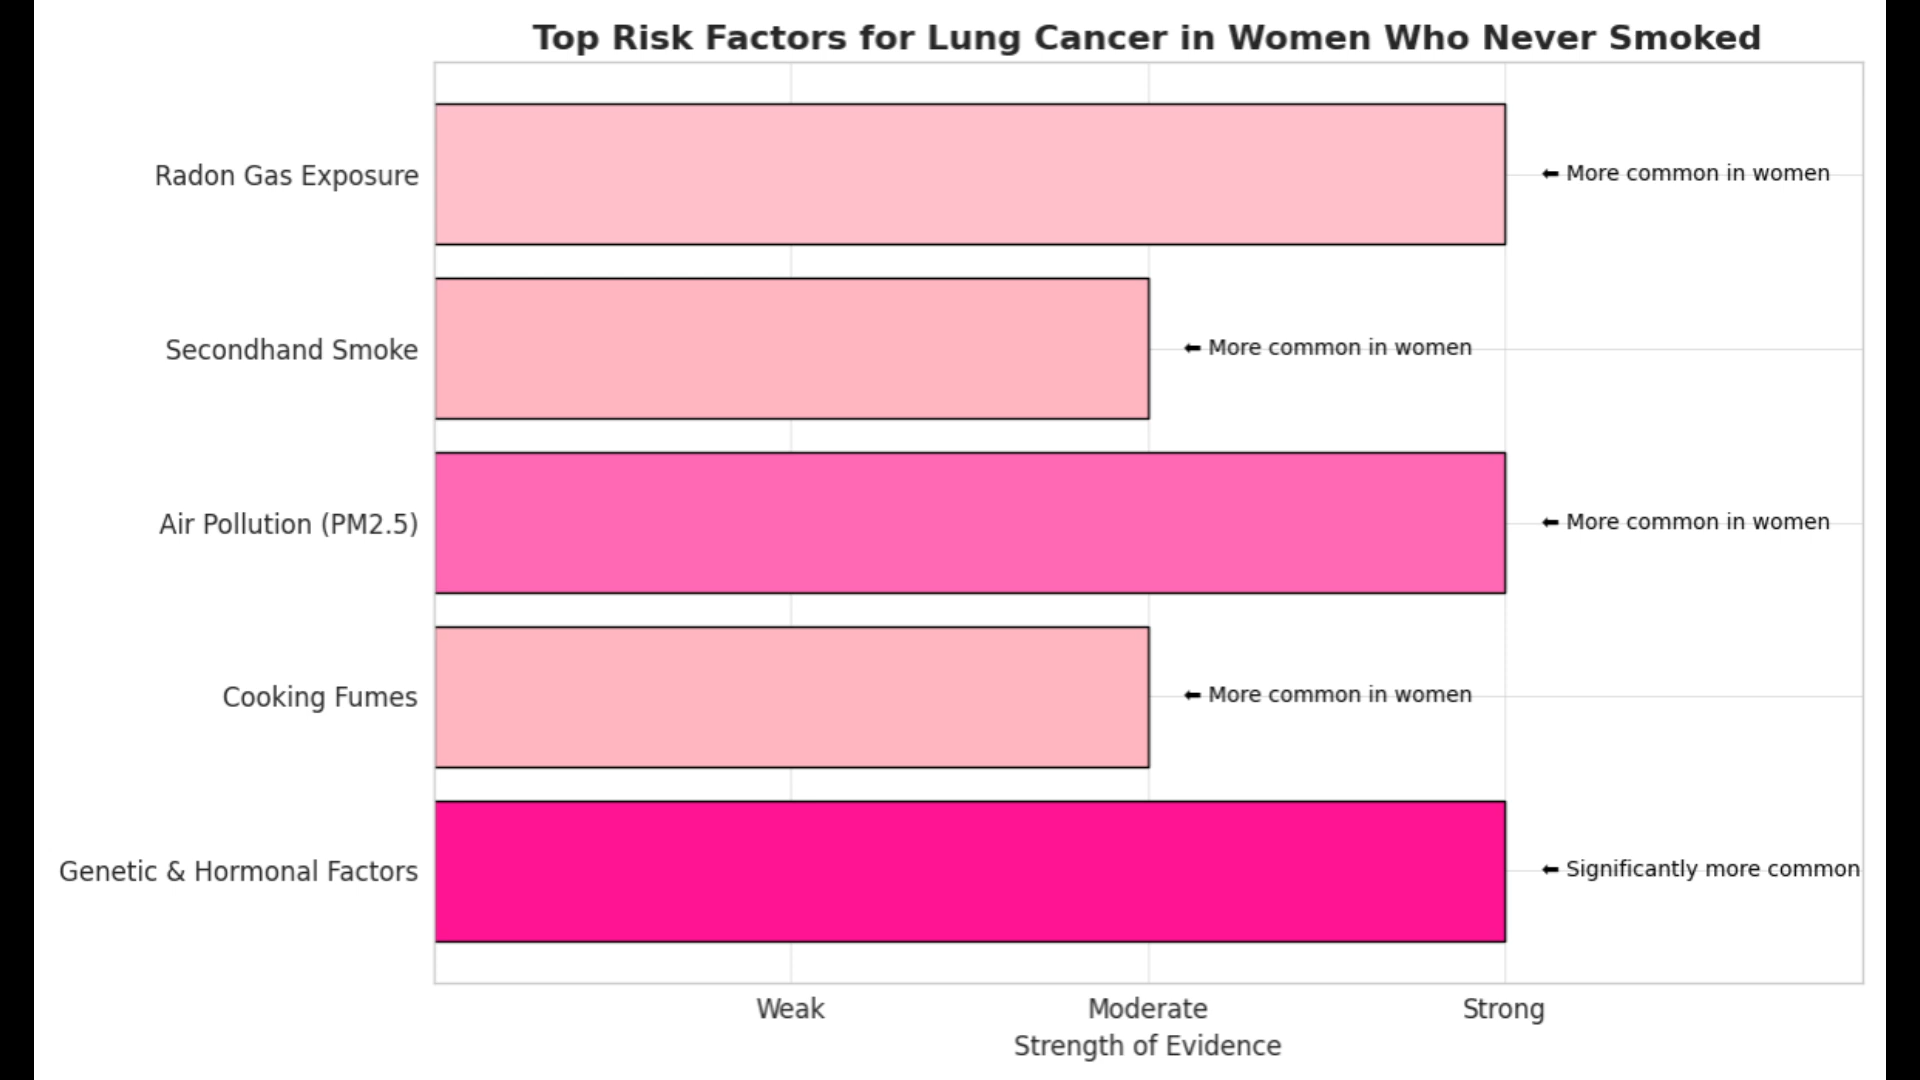 Top Risk Factors for Lung Cancer in Women Who Never Smoked
Radon Gas Exposure
⬅ More common in women
Secondhand Smoke
⬅ More common in women
Air Pollution (PM2.5)
⬅ More common in women
Cooking Fumes
⬅ More common in women
Genetic & Hormonal Factors
⬅ Significantly more common
Weak
Moderate
Strong
Strength of Evidence